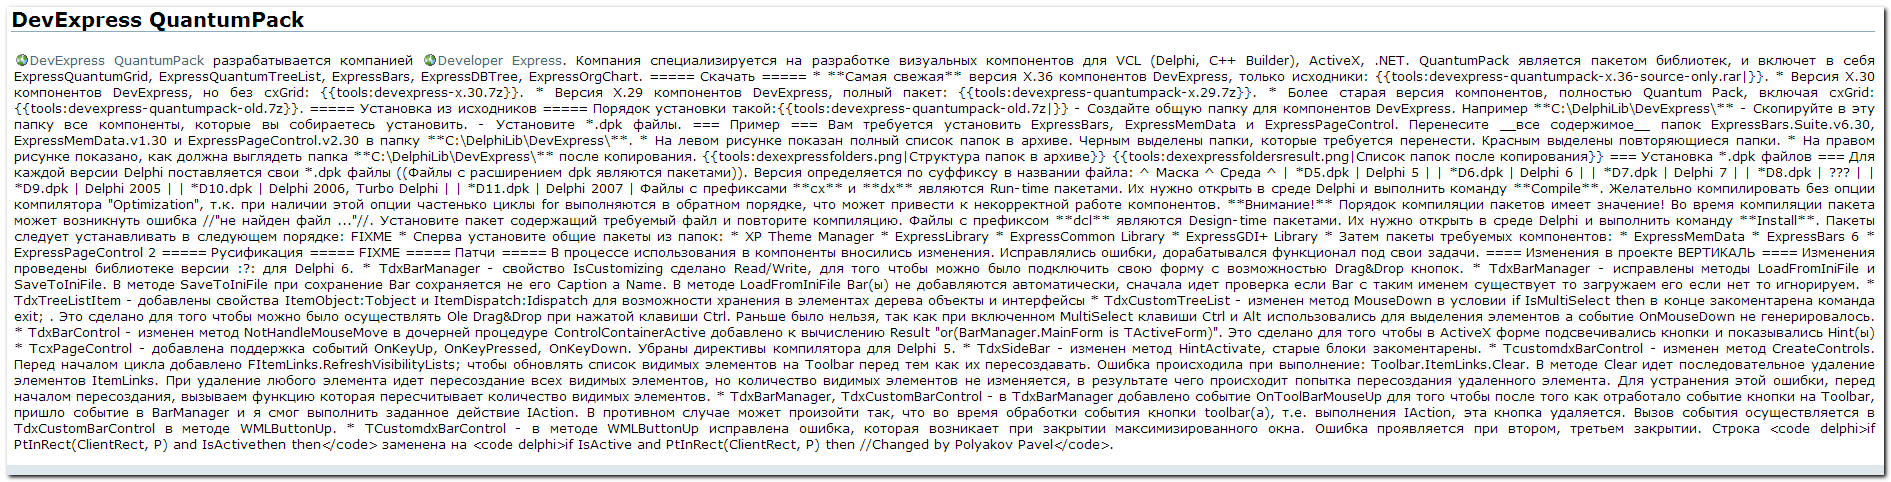 DevExpress QuantumPack
DevExpress QuantumPack разрабатывается компанией Developer Express. Компания специализируется на разработке визуальных компонентов для VCL (Delphi, C++ Builder), ActiveX, .NET. QuantumPack является пакетом библиотек, и включет в себя
ExpressQuantumGrid, ExpressQuantumTreeList, ExpressBars, ExpressDBTree, ExpressOrgChart. ===== Скачать ===== * **Самая свежая** версия X.36 компонентов DevExpress, только исходники: {{tools:devexpress-quantumpack-x.36-source-only.rar|}}. * Версия X.30
компонентов DevExpress, но без cxGrid: {{tools:devexpress-x.30.7z}}. * Версия X.29 компонентов DevExpress, полный пакет: {{tools:devexpress-quantumpack-x.29.7z}}. * Более старая версия компонентов, полностью Quantum Pack, включая cxGrid:
{{tools:devexpress-quantumpack-old.7z}}. ===== Установка из исходников ===== Порядок установки такой:{{tools:devexpress-quantumpack-old.7z|}} - Создайте общую папку для компонентов DevExpress. Например **C:\DelphiLib\DevExpress\** - Скопируйте в эту
папку все компоненты, которые вы собираетесь установить. - Установите *.dpk файлы. === Пример === Вам требуется установить ExpressBars, ExpressMemData и ExpressPageControl. Перенесите __все содержимое__ папок ExpressBars.Suite.v6.30,
ExpressMemData.v1.30 и ExpressPageControl.v2.30 в папку **C:\DelphiLib\DevExpress\**. * На левом рисунке показан полный список папок в архиве. Черным выделены папки, которые требуется перенести. Красным выделены повторяющиеся папки. * На правом
рисунке показано, как должна выглядеть папка **C:\DelphiLib\DevExpress\** после копирования. {{tools:dexexpressfolders.png|Структура папок в архиве}} {{tools:dexexpressfoldersresult.png|Список папок после копирования}} === Установка *.dpk файлов === Для
каждой версии Delphi поставляется свои *.dpk файлы ((Файлы с расширением dpk являются пакетами)). Версия определяется по суффиксу в названии файла: ^ Маска ^ Среда ^ | *D5.dpk | Delphi 5 | | *D6.dpk | Delphi 6 | | *D7.dpk | Delphi 7 | | *D8.dpk | ??? | |
*D9.dpk | Delphi 2005 | | *D10.dpk | Delphi 2006, Turbo Delphi | | *D11.dpk | Delphi 2007 | Файлы с префиксами **cx** и **dx** являются Run-time пакетами. Их нужно открыть в среде Delphi и выполнить команду **Compile**. Желательно компилировать без опции
компилятора "Optimization", т.к. при наличии этой опции частенько циклы for выполняются в обратном порядке, что может привести к некорректной работе компонентов. **Внимание!** Порядок компиляции пакетов имеет значение! Во время компиляции пакета
может возникнуть ошибка //"не найден файл ..."//. Установите пакет содержащий требуемый файл и повторите компиляцию. Файлы с префиксом **dcl** являются Design-time пакетами. Их нужно открыть в среде Delphi и выполнить команду **Install**. Пакеты
следует устанавливать в следующем порядке: FIXME * Сперва установите общие пакеты из папок: * XP Theme Manager * ExpressLibrary * ExpressCommon Library * ExpressGDI+ Library * Затем пакеты требуемых компонентов: * ExpressMemData * ExpressBars 6 *
ExpressPageControl 2 ===== Русификация ===== FIXME ===== Патчи ===== В процессе использования в компоненты вносились изменения. Исправлялись ошибки, дорабатывался функционал под свои задачи. ==== Изменения в проекте ВЕРТИКАЛЬ ==== Изменения
проведены библиотеке версии :?: для Delphi 6. * TdxBarManager - свойство IsCustomizing сделано Read/Write, для того чтобы можно было подключить свою форму с возможностью Drag&Drop кнопок. * TdxBarManager - исправлены методы LoadFromIniFile и
SaveToIniFile. В методе SaveToIniFile при сохранение Bar сохраняется не его Caption а Name. В методе LoadFromIniFile Bar(ы) не добавляются автоматически, сначала идет проверка если Bar с таким именем существует то загружаем его если нет то игнорируем. *
TdxTreeListItem - добавлены свойства ItemObject:Tobject и ItemDispatch:Idispatch для возможности хранения в элементах дерева объекты и интерфейсы * TdxCustomTreeList - изменен метод MouseDown в условии if IsMultiSelect then в конце закоментарена команда
exit; . Это сделано для того чтобы можно было осуществлять Ole Drag&Drop при нажатой клавиши Ctrl. Раньше было нельзя, так как при включенном MultiSelect клавиши Ctrl и Alt использовались для выделения элементов а событие OnMouseDown не генерировалось.
* TdxBarControl - изменен метод NotHandleMouseMove в дочерней процедуре ControlContainerActive добавлено к вычислению Result "or(BarManager.MainForm is TActiveForm)". Это сделано для того чтобы в ActiveX форме подсвечивались кнопки и показывались Hint(ы)
* TcxPageControl - добавлена поддержка событий OnKeyUp, OnKeyPressed, OnKeyDown. Убраны директивы компилятора для Delphi 5. * TdxSideBar - изменен метод HintActivate, старые блоки закоментарены. * TcustomdxBarControl - изменен метод CreateControls.
Перед началом цикла добавлено FItemLinks.RefreshVisibilityLists; чтобы обновлять список видимых элементов на Toolbar перед тем как их пересоздавать. Ошибка происходила при выполнение: Toolbar.ItemLinks.Clear. В методе Clear идет последовательное удаление
элементов ItemLinks. При удаление любого элемента идет пересоздание всех видимых элементов, но количество видимых элементов не изменяется, в результате чего происходит попытка пересоздания удаленного элемента. Для устранения этой ошибки, перед
началом пересоздания, вызываем функцию которая пересчитывает количество видимых элементов. * TdxBarManager, TdxCustomBarControl - в TdxBarManager добавлено событие OnToolBarMouseUp для того чтобы после того как отработало событие кнопки на Toolbar,
пришло событие в BarManager и я смог выполнить заданное действие IAction. В противном случае может произойти так, что во время обработки события кнопки toolbar(а), т.е. выполнения IAction, эта кнопка удаляется. Вызов события осуществляется в
TdxCustomBarControl в методе WMLButtonUp. * TCustomdxBarControl - в методе WMLButtonUp исправлена ошибка, которая возникает при закрытии максимизированного окна. Ошибка проявляется при втором, третьем закрытии. Строка <code delphi>if
PtInRect(ClientRect, P) and IsActivethen then</code> заменена на <code delphi>if IsActive and PtInRect(ClientRect, P) then //Changed by Polyakov Pavel</code>.